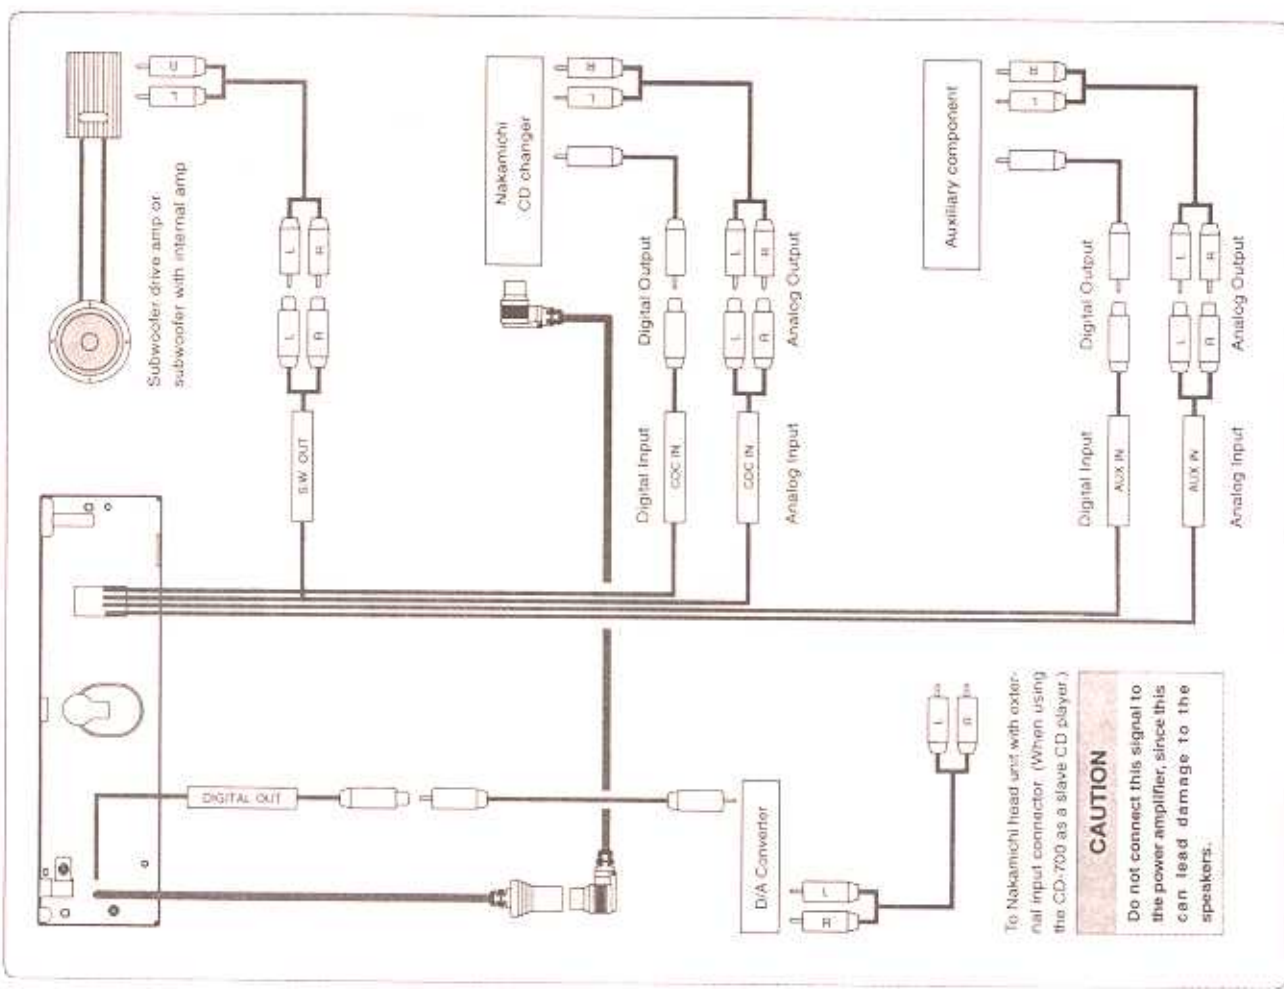 R
L
Subwoofer drive amp or
subwoofer with internal amp
L
R
L
R
S.W. OUT
Nakamichi
CD changer
R
L
Digital Output
L
R
L
R
Analog Output
Digital Input
CDC IN
CDC IN
Analog Input
Auxiliary component
R
L
Digital Output
L
R
L
R
Analog Output
Digital Input
AUX IN
AUX IN
Analog Input
DIGITAL OUT
D/A Converter
L
R
L
R
To Nakamichi head unit with exter-
nal input connector (When using
the CD-700 as a slave CD player.)
CAUTION
Do not connect this signal to
the power amplifier, since this
can lead damage to the
speakers.